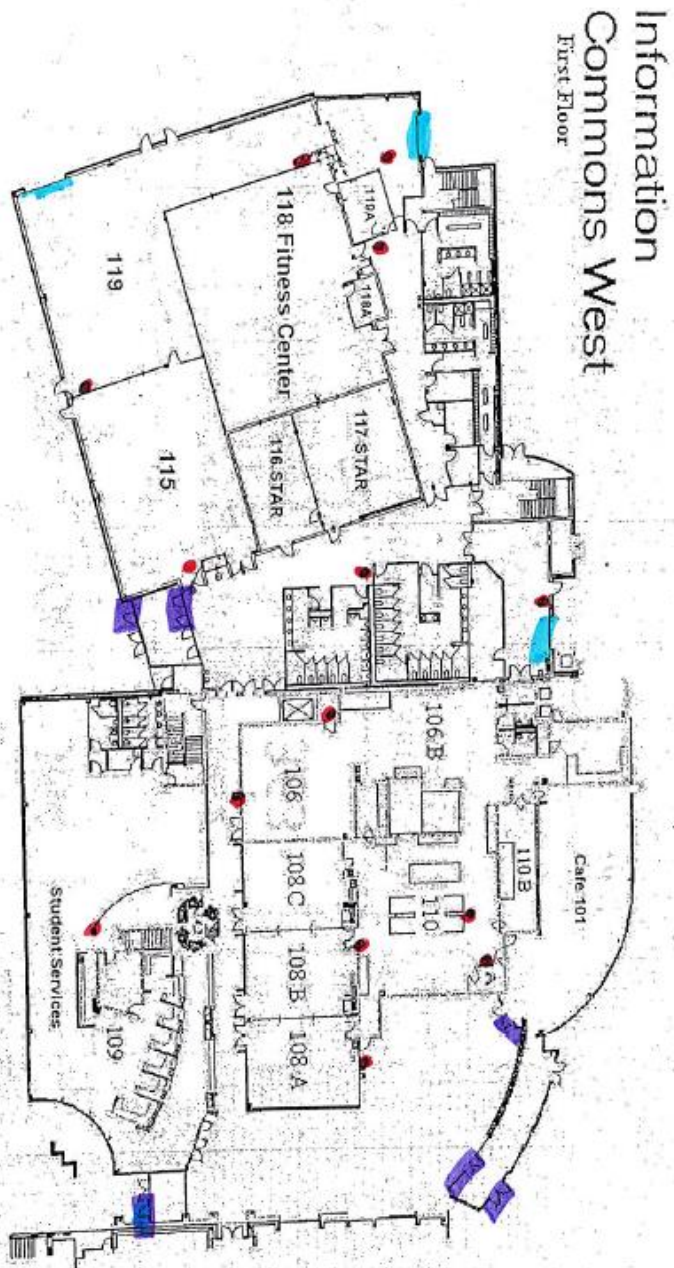 Information
Commons West
First Floor
119A
118A
118 Fitness Center
119
117 STAR
116 STAR
115
106.B
106
110.B
Cafe 101
108.C
110
108.B
A
108.A
Student Services
109